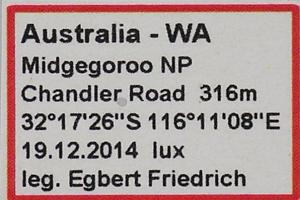 Australia - WA
Midgegoroo NP
Chandler Road 316m
32°17'26"S 116°11'08"E
19.12.2014 lux
leg. Egbert Friedrich